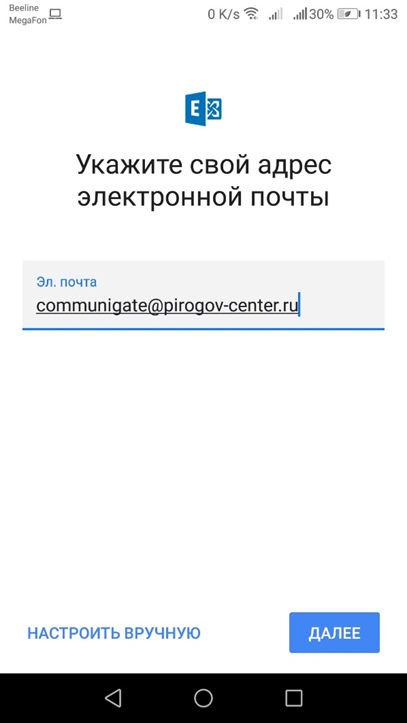 Beeline
MegaFon
0 K/s 30% 11:33
E
Укажите свой адрес
электронной почты
Эл. почта
communigate@pirogov-center.ru
НАСТРОИТЬ ВРУЧНУЮ
ДАЛЕЕ